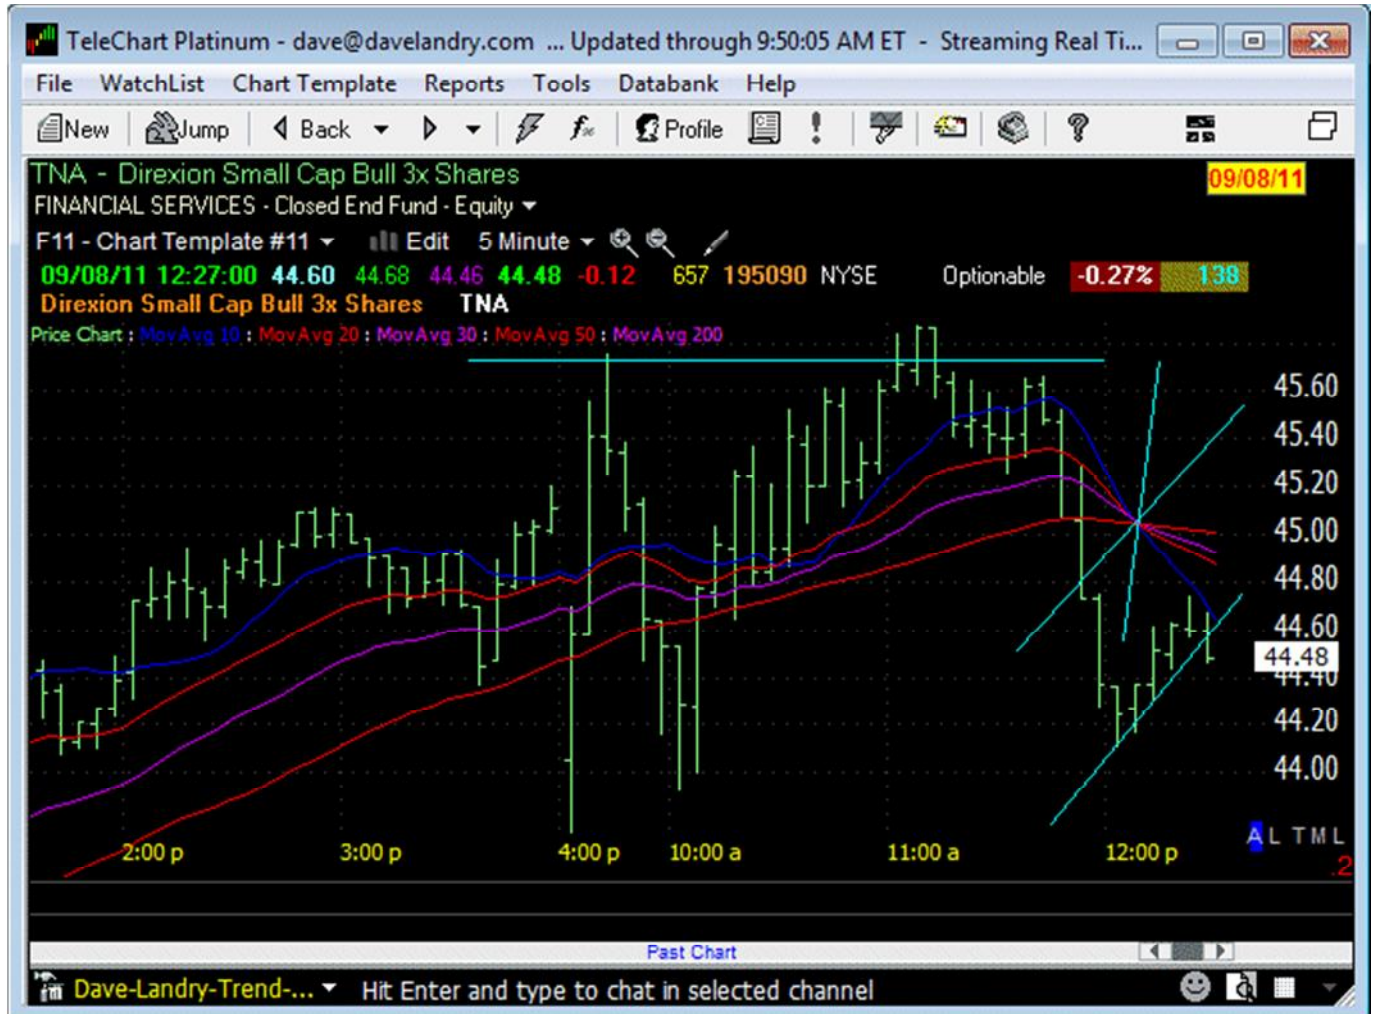 TeleChart Platinum - dave@davelandry.com ... Updated through 9:50:05 AM ET - Streaming Real Ti...
File WatchList Chart Template Reports Tools Databank Help
New Jump Back Profile
TNA - Direxion Small Cap Bull 3x Shares
09/08/11
FINANCIAL SERVICES - Closed End Fund - Equity
F11 - Chart Template #11 Edit 5 Minute
09/08/11 12:27:00 44.60 44.68 44.46 44.48 -0.12 657 195090 NYSE Optionable -0.27% 138
Direxion Small Cap Bull 3x Shares TNA
Price Chart : MovAvg 10 : MovAvg 20 : MovAvg 30 : MovAvg 50 : MovAvg 200
45.60
45.40
45.20
45.00
44.80
44.60
44.48
44.40
44.20
44.00
A L T M L
2:00 p 3:00 p 4:00 p 10:00 a 11:00 a 12:00 p
.2
Past Chart
Dave-Landry-Trend-... Hit Enter and type to chat in selected channel